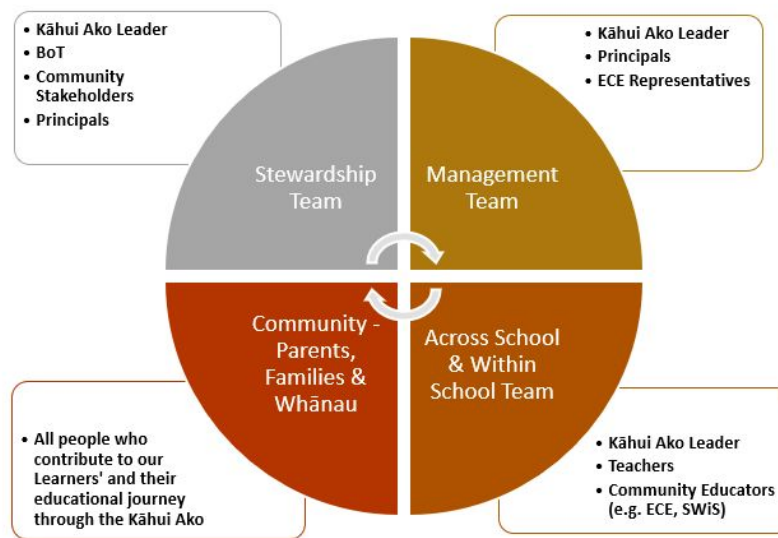 • Kāhui Ako Leader
• BoT
• Community
Stakeholders
• Principals
• Kāhui Ako Leader
• Principals
• ECE Representatives
Stewardship
Team
Management
Team
Community -
Parents,
Families &
Whānau
Across School
& Within
School Team
• All people who
contribute to our
Learners' and their
educational journey
through the Kāhui Ako
• Kāhui Ako Leader
• Teachers
• Community Educators
(e.g. ECE, SWiS)